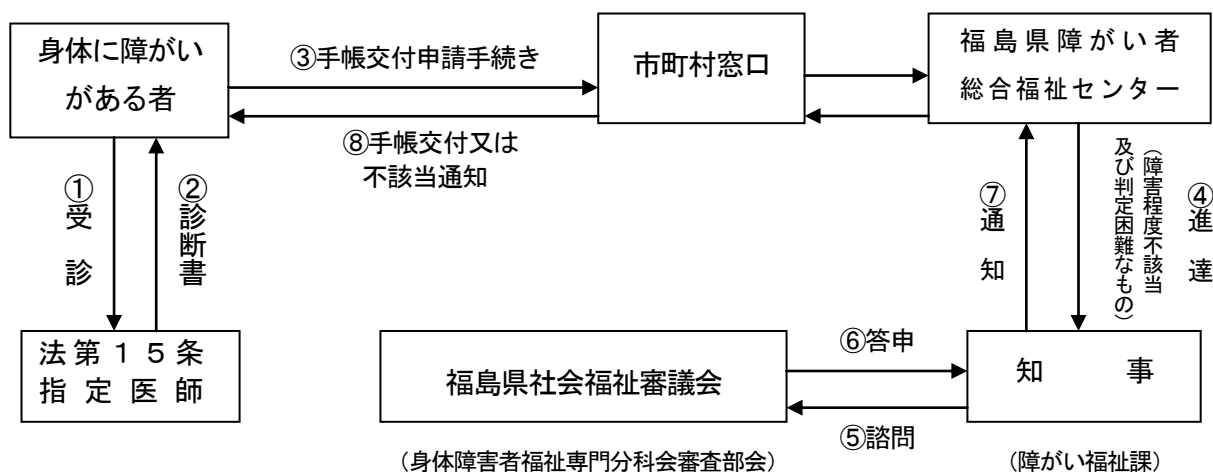 身体に障がい
がある者
③手帳交付申請手続き
市町村窓口
福島県障がい者
総合福祉センター
⑧手帳交付又は
不該当通知
①受診
②診断書
⑦通知
(障害程度不該当
及び判定困難なもの)
④進達
法第15条
指定医師
福島県社会福祉審議会
⑥答申
⑤諮問
知事
(身体障害者福祉専門分科会審査部会)
(障がい福祉課)